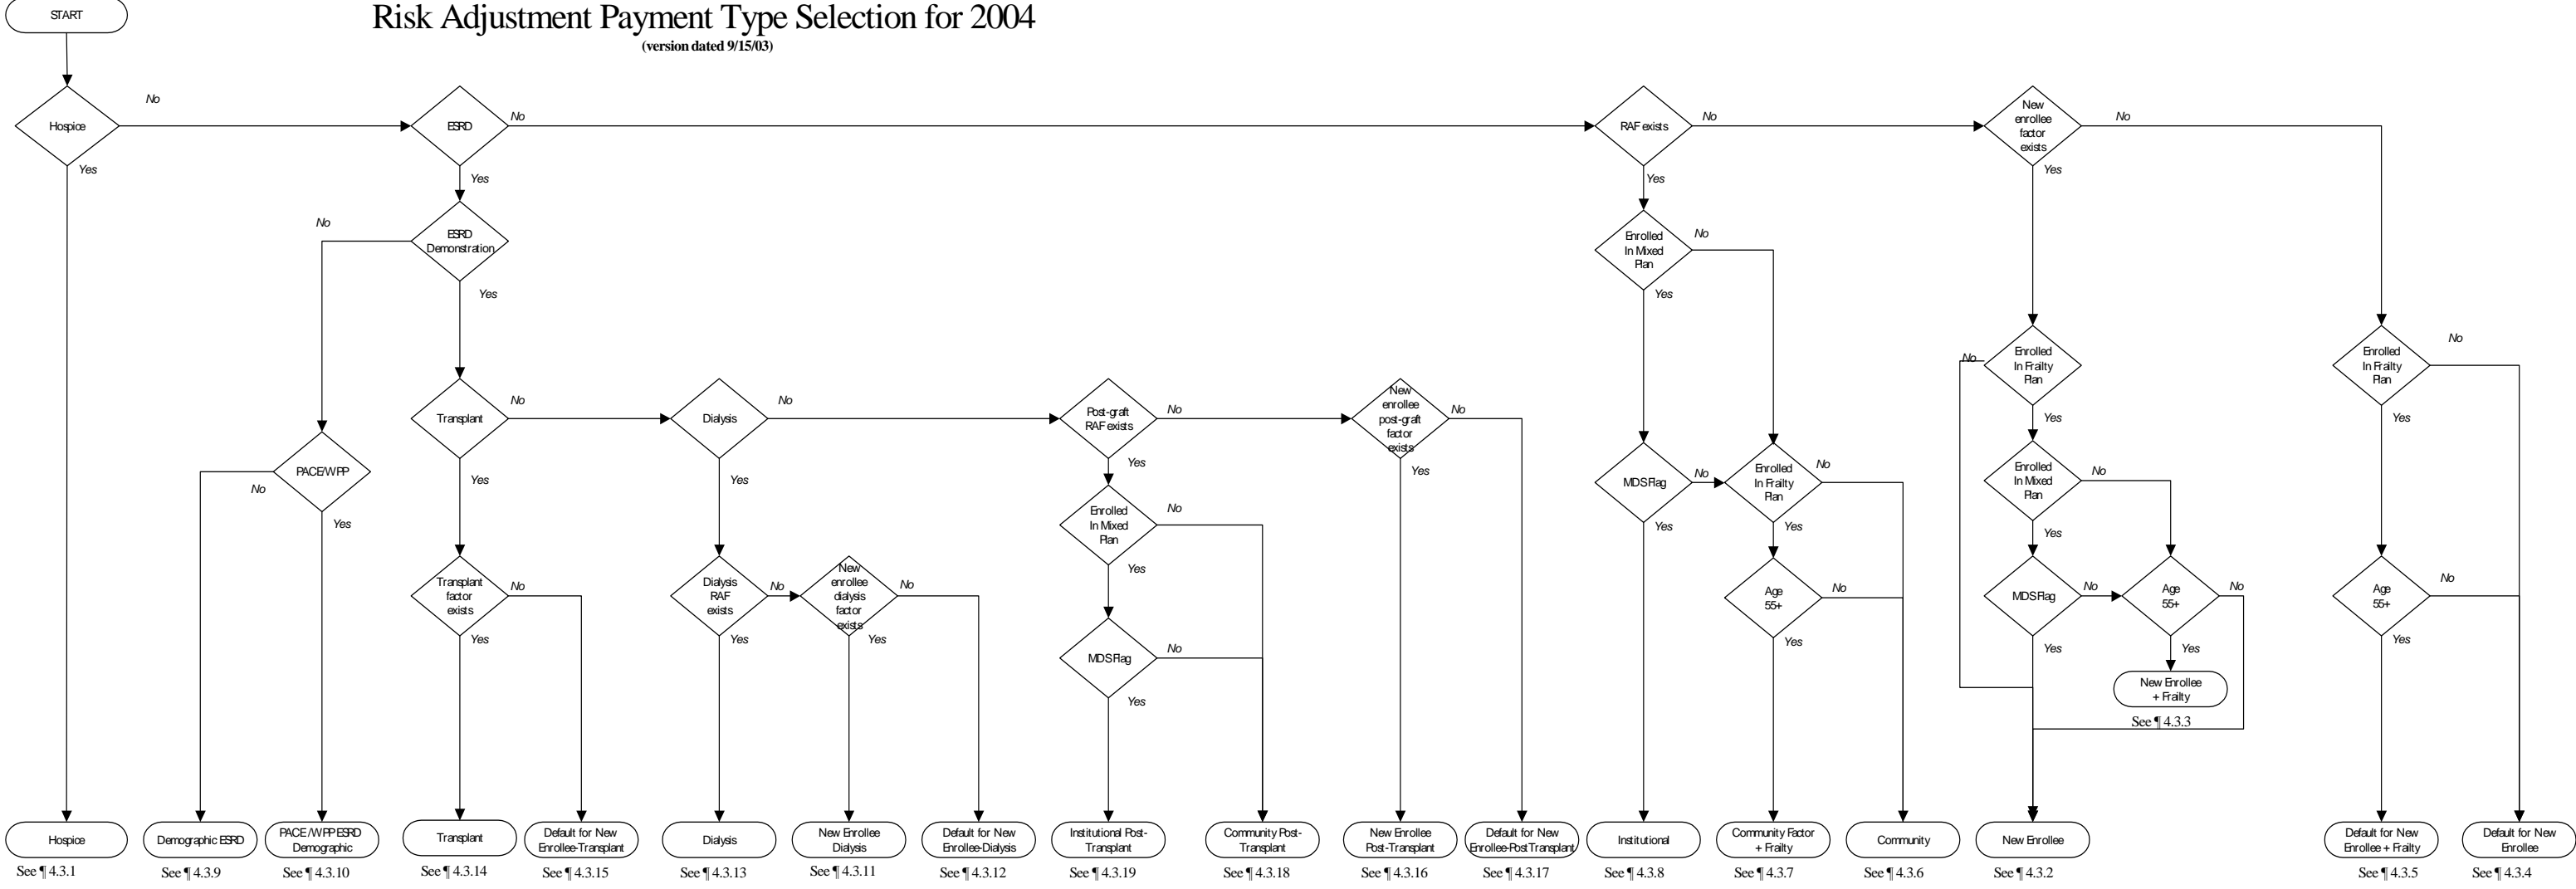 START
Risk Adjustment Payment Type Selection for 2004
(version dated 9/15/03)
Hospice
No
Yes
ESRD
No
Yes
RAF exists
No
Yes
New
enrollee
factor
exists
No
Yes
ESRD
Demonstration
No
Yes
Enrolled
In Mixed
Plan
No
Yes
Enrolled
In Frailty
Plan
No
Yes
Enrolled
In Frailty
Plan
No
Yes
Transplant
No
Yes
Dialysis
No
Yes
Post-graft
RAF exists
No
Yes
New
enrollee
post-graft
factor
exists
No
Yes
PACE/WPP
No
Yes
MDS Flag
No
Yes
Enrolled
In Frailty
Plan
No
Yes
Enrolled
In Mixed
Plan
No
Yes
Enrolled
In Mixed
Plan
No
Yes
Transplant
factor
exists
No
Yes
Dialysis
RAF
exists
No
Yes
New
enrollee
dialysis
factor
exists
No
Yes
Age
55+
No
Yes
MDS Flag
No
Yes
Age
55+
No
Yes
Age
55+
No
Yes
MDS Flag
No
Yes
New Enrollee
+ Frailty
See ¶ 4.3.3
Hospice
See ¶ 4.3.1
Demographic ESRD
See ¶ 4.3.9
PACE /WPP ESRD
Demographic
See ¶ 4.3.10
Transplant
See ¶ 4.3.14
Default for New
Enrollee-Transplant
See ¶ 4.3.15
Dialysis
See ¶ 4.3.13
New Enrollee
Dialysis
See ¶ 4.3.11
Default for New
Enrollee-Dialysis
See ¶ 4.3.12
Institutional Post-
Transplant
See ¶ 4.3.19
Community Post-
Transplant
See ¶ 4.3.18
New Enrollee
Post-Transplant
See ¶ 4.3.16
Default for New
Enrollee-PostTransplant
See ¶ 4.3.17
Institutional
See ¶ 4.3.8
Community Factor
+ Frailty
See ¶ 4.3.7
Community
See ¶ 4.3.6
New Enrollee
See ¶ 4.3.2
Default for New
Enrollee + Frailty
See ¶ 4.3.5
Default for New
Enrollee
See ¶ 4.3.4